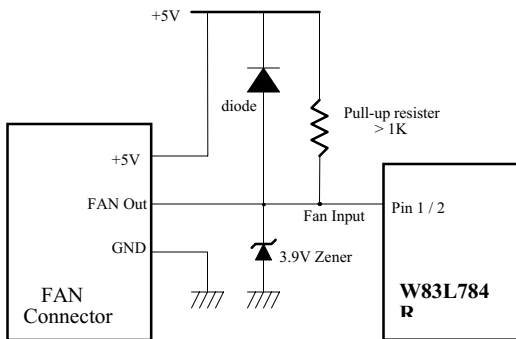 +5V
diode
Pull-up resister
> 1K
+5V
FAN Out
Fan Input
Pin 1 / 2
GND
3.9V Zener
FAN
Connector
W83L784
R